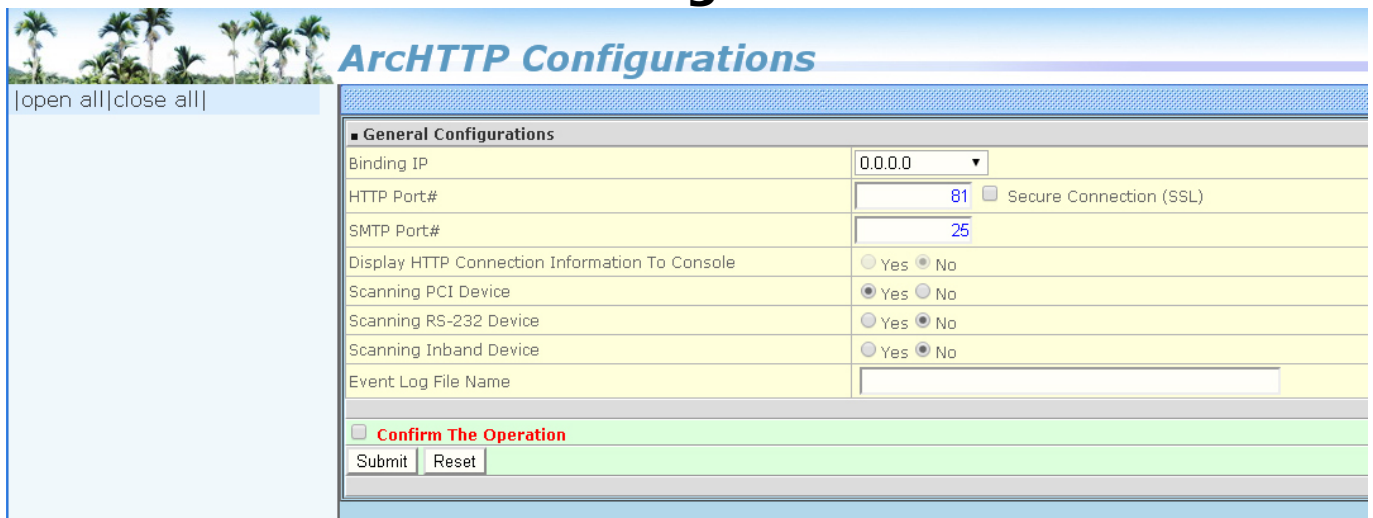 ArcHTTP Configurations
|open all|close all|
General Configurations
Binding IP 0.0.0.0
HTTP Port# 81 Secure Connection (SSL)
SMTP Port# 25
Display HTTP Connection Information To Console Yes No
Scanning PCI Device Yes No
Scanning RS-232 Device Yes No
Scanning Inband Device Yes No
Event Log File Name
Confirm The Operation
Submit Reset